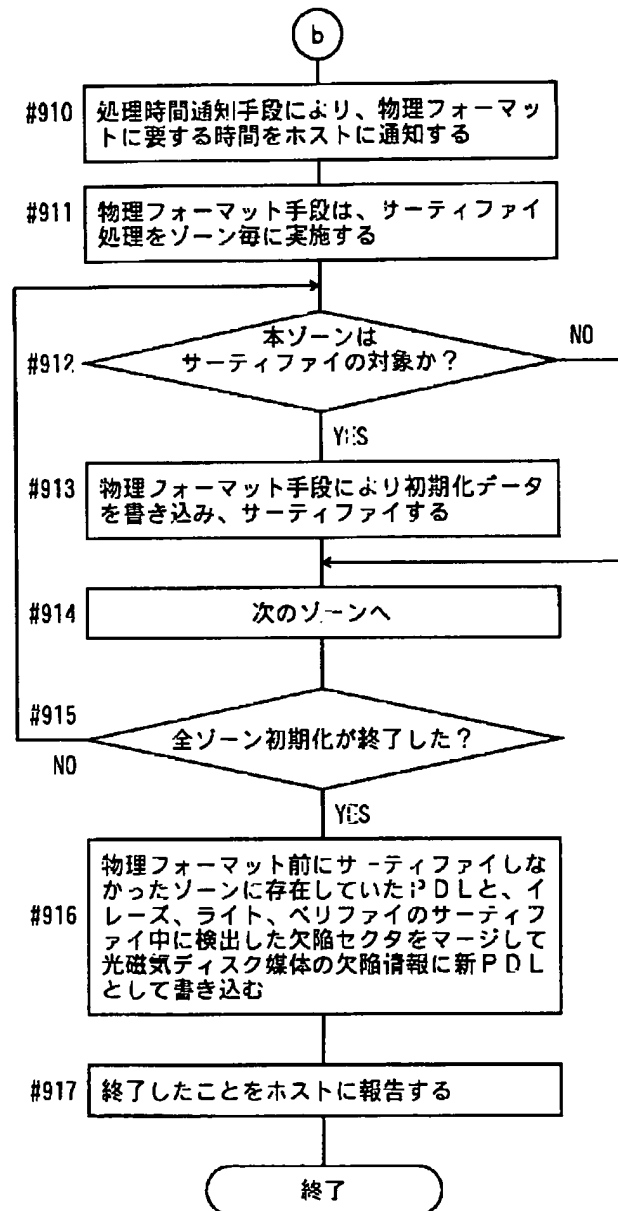 b
#910
処理時間通知手段により、物理フォーマッ
トに要する時間をホストに通知する
#911
物理フォーマット手段は、サーティファイ
処理をゾーン毎に実施する
#912
本ゾーンは
サーティファイの対象か？
NO
YES
#913
物理フォーマット手段により初期化データ
を書き込み、サーティファイする
#914
次のゾーンへ
#915
全ゾーン初期化が終了した？
NO
YES
#916
物理フォーマット前にサーティファイしな
かったゾーンに存在していたPDLと、イ
レーズ、ライト、ベリファイのサーティフ
ァイ中に検出した欠陥セクタをマージして
光磁気ディスク媒体の欠陥情報に新PDL
として書き込む
#917
終了したことをホストに報告する
終了